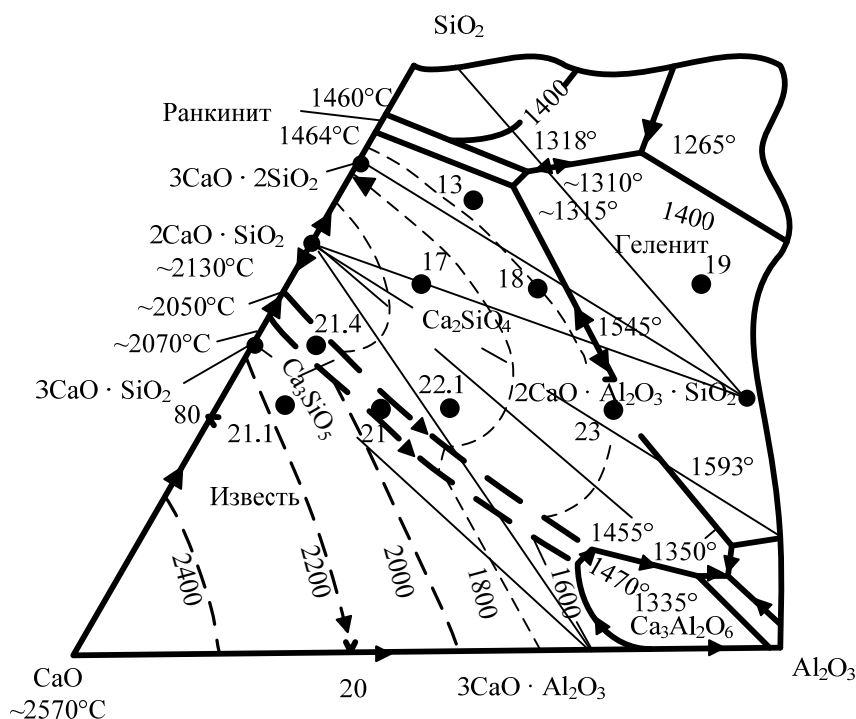 SiO₂
1460°C
Ранкинит
1400
1464°C
1318°
1265°
3CaO · 2SiO₂
13
~1310°
~1315°
1400
2CaO · SiO₂
Геленит
~2130°C
17
18
19
~2050°C
21.4
Ca₂SiO₄
1545°
~2070°C
3CaO · SiO₂
Ca₃SiO₅
22.1
2CaO · Al₂O₃ · SiO₂
80
21.1
21
23
1593°
Известь
1455°
1350°
2400
2200
2000
1800
1600
1470°
1335°
Ca₃Al₂O₆
CaO
~2570°C
20
3CaO · Al₂O₃
Al₂O₃